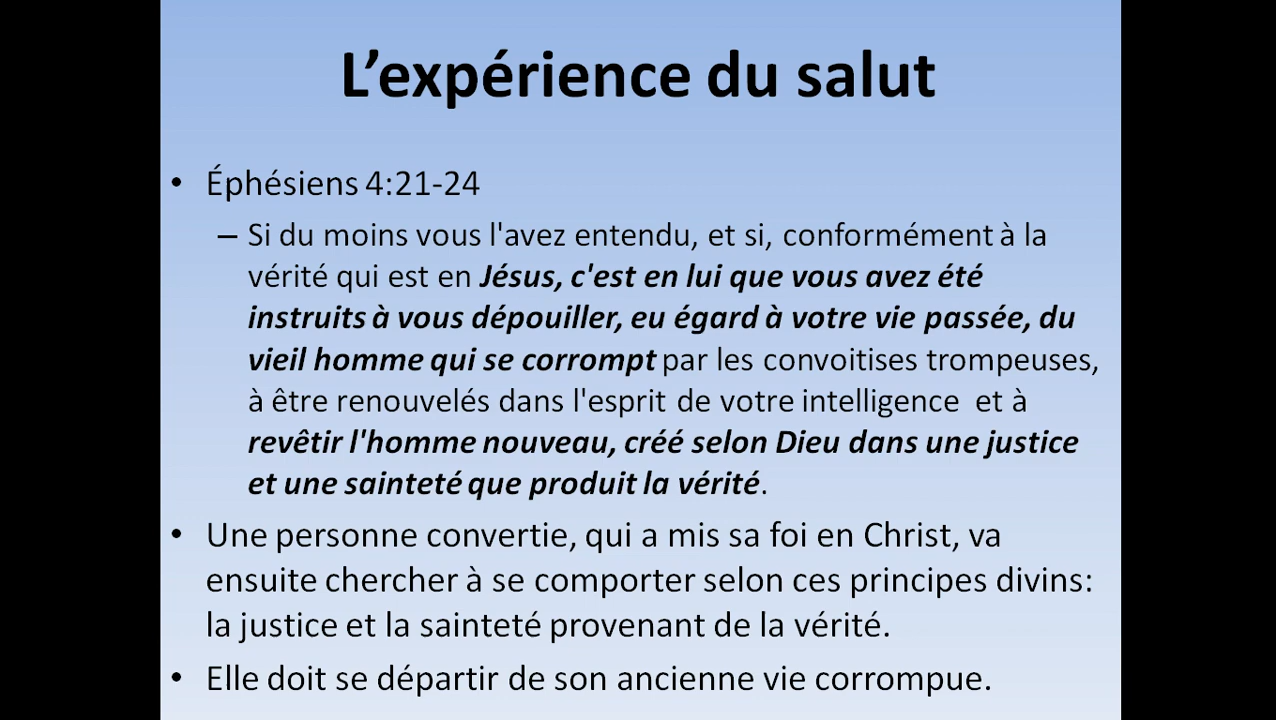 L’expérience du salut
• Éphésiens 4:21-24
– Si du moins vous l'avez entendu, et si, conformément à la
vérité qui est en Jésus, c'est en lui que vous avez été
instruits à vous dépouiller, eu égard à votre vie passée, du
vieil homme qui se corrompt par les convoitises trompeuses,
à être renouvelés dans l'esprit de votre intelligence et à
revêtir l'homme nouveau, créé selon Dieu dans une justice
et une sainteté que produit la vérité.
• Une personne convertie, qui a mis sa foi en Christ, va
ensuite chercher à se comporter selon ces principes divins:
la justice et la sainteté provenant de la vérité.
• Elle doit se départir de son ancienne vie corrompue.